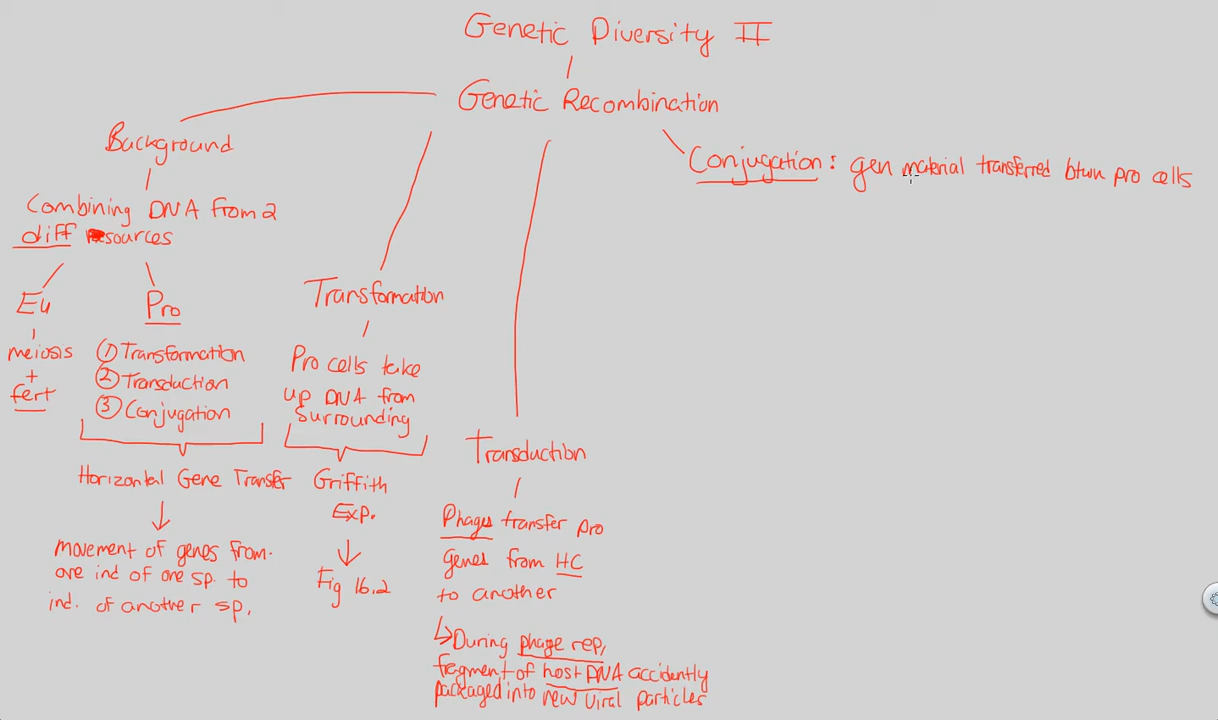 Genetic Diversity II
Genetic Recombination
Background
Combining DNA from 2
diff sources
Eu
meiosis
+
fert
Pro
① Transformation
② Transduction
③ Conjugation
Horizontal Gene Transfer
Movement of genes from
one ind of one sp. to
ind. of another sp.
Transformation
Pro cells take
up DNA from
surrounding
Griffith
Exp.
Fig 16.2
Transduction
Phages transfer pro
genes from HC
to another
During phage rep,
fragment of host DNA accidently
packaged into new viral particles
Conjugation: gen material transferred btwn pro cells